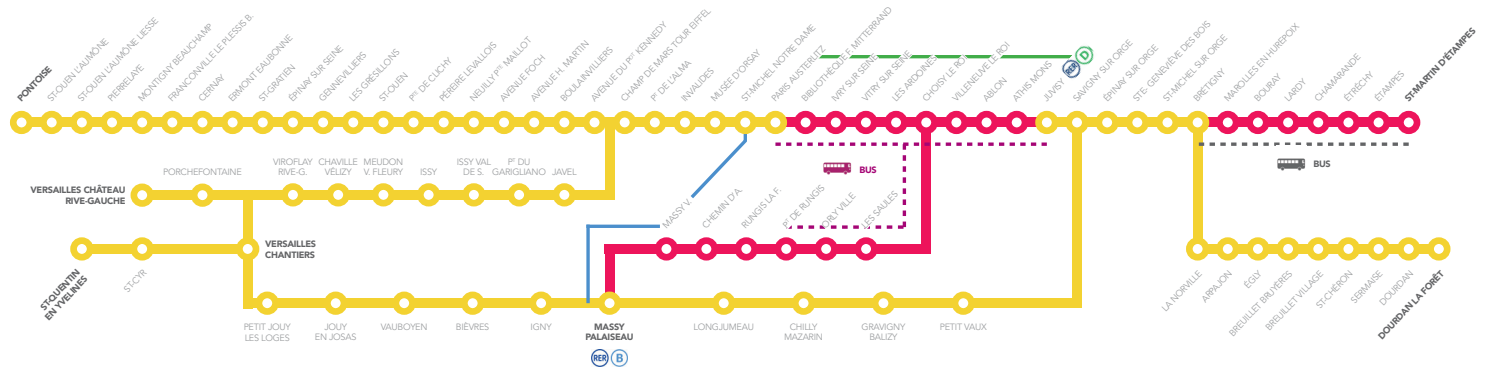 PONTOISE
ST-OUEN L'AUMÔNE
ST-OUEN L'AUMÔNE LIESSE
PIERRELAYE
MONTIGNY BEAUCHAMP
FRANCONVILLE LE PLESSIS B.
CERNAY
ERMONT EAUBONNE
ST-GRATIEN
ÉPINAY SUR SEINE
GENNEVILLIERS
LES GRESILLONS
ST-OUEN
Pte DE CLICHY
PÉREIRE LEVALLOIS
NEUILLY Pte MAILLOT
AVENUE FOCH
AVENUE H. MARTIN
BOULAINVILLIERS
AVENUE DU Pdt KENNEDY
CHAMP DE MARS TOUR EIFFEL
Pt DE L'ALMA
INVALIDES
MUSÉE D'ORSAY
ST-MICHEL NOTRE DAME
PARIS AUSTERLITZ
BIBLIOTHÈQUE F. MITTERRAND
IVRY SUR SEINE
VITRY SUR SEINE
LES ARDOINES
CHOISY LE ROI
VILLENEUVE LE ROI
ABLON
ATHIS MONS
JUVISY
RER D
SAVIGNY SUR ORGE
ÉPINAY SUR ORGE
STE- GENEVIÈVE DES BOIS
ST-MICHEL SUR ORGE
BRETIGNY
MAROLLES EN HUREPOIX
BOURAY
LARDY
CHAMARANDE
ÉTRÉCHY
ÉTAMPES
ST-MARTIN D'ÉTAMPES
BUS
BUS
VERSAILLES CHÂTEAU
RIVE-GAUCHE
PORCHEFONTAINE
VIROFLAY
RIVE-G.
CHAVILLE
VÉLIZY
MEUDON
V. FLEURY
ISSY
ISSY VAL
DE S.
Pt DU
GARIGLIANO
JAVEL
MASSY V.
CHEMIN D'A.
RUNGIS LA F.
Pt DE RUNGIS
ORLY VILLE
LES SAULES
ST-QUENTIN
EN YVELINES
ST-CYR
VERSAILLES
CHANTIERS
LA NORVILLE
ARPAJON
ÉGLY
BREUILLET BRUYÈRES
BREUILLET VILLAGE
ST-CHÉRON
SERMAISE
DOURDAN
DOURDAN LA FORÊT
PETIT JOUY
LES LOGES
JOUY
EN JOSAS
VAUBOYEN
BIÈVRES
IGNY
MASSY
PALAISEAU
LONGJUMEAU
CHILLY
MAZARIN
GRAVIGNY
BALIZY
PETIT VAUX
RER B